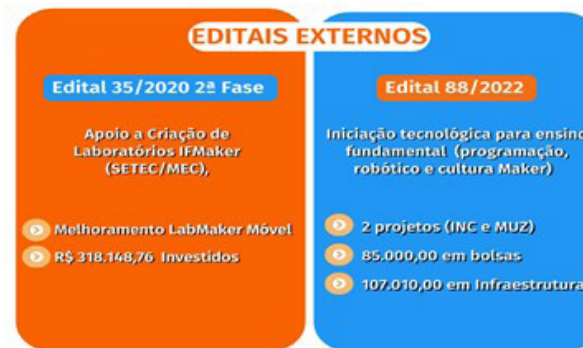 EDITAIS EXTERNOS
Edital 35/2020 2ª Fase
Apoio a Criação de
Laboratórios IFMaker
(SETEC/MEC),
Melhoramento LabMaker Móvel
R$ 318.148,76 Investidos
Edital 88/2022
Iniciação tecnológica para ensino
fundamental (programação,
robótico e cultura Maker)
2 projetos (INC e MUZ)
85.000,00 em bolsas
107.010,00 em Infraestrutura